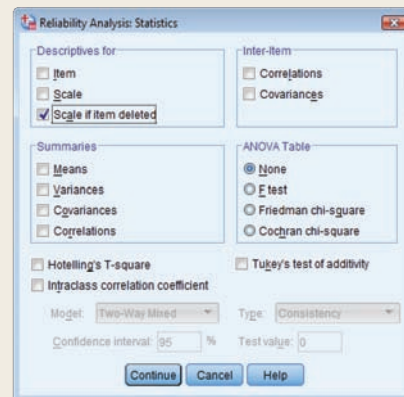 Reliability Analysis: Statistics
Descriptives for
Item
Scale
Scale if item deleted
Inter-Item
Correlations
Covariances
Summaries
Means
Variances
Covariances
Correlations
ANOVA Table
None
F test
Friedman chi-square
Cochran chi-square
Hotelling's T-square
Tukey's test of additivity
Intraclass correlation coefficient
Model: Two-Way Mixed Type: Consistency
Confidence interval: 95 % Test value: 0
Continue Cancel Help